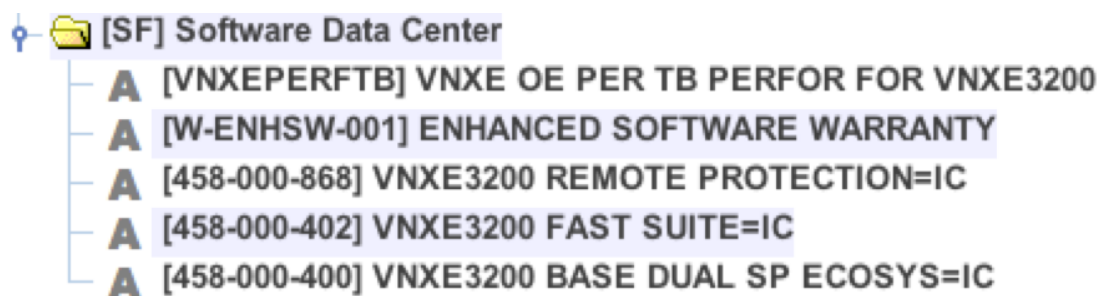 [SF] Software Data Center
[VNXEPERFTB] VNXE OE PER TB PERFOR FOR VNXE3200
[W-ENHSW-001] ENHANCED SOFTWARE WARRANTY
[458-000-868] VNXE3200 REMOTE PROTECTION=IC
[458-000-402] VNXE3200 FAST SUITE=IC
[458-000-400] VNXE3200 BASE DUAL SP ECOSYS=IC